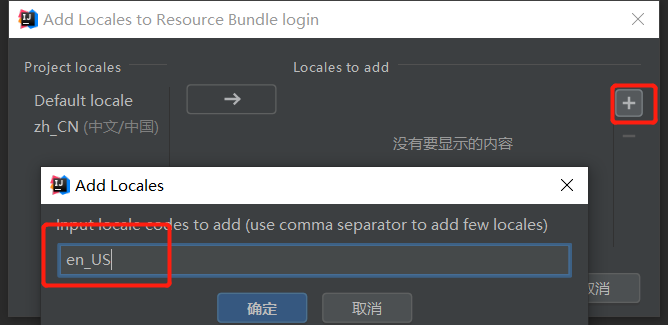 Add Locales to Resource Bundle login
Project locales
Locales to add
Default locale
zh_CN (中文/中国)
没有要显示的内容
Add Locales
Input locale codes to add (use comma separator to add few locales)
en_US
确定
取消
取消